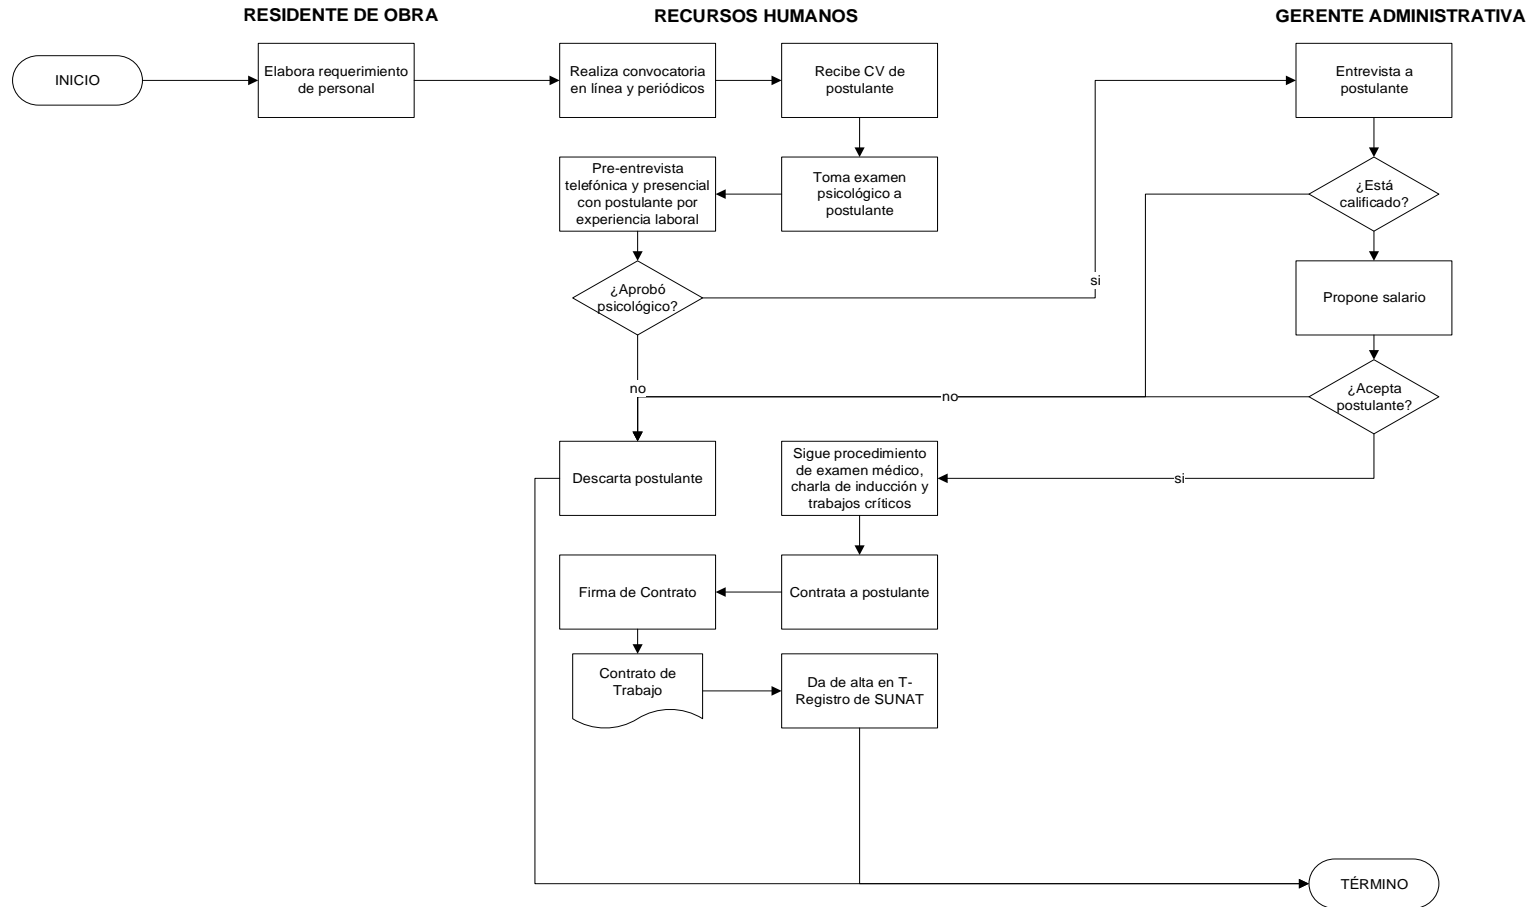 RESIDENTE DE OBRA
RECURSOS HUMANOS
GERENTE ADMINISTRATIVA
INICIO
Elabora requerimiento
de personal
Realiza convocatoria
en línea y periódicos
Recibe CV de
postulante
Entrevista a
postulante
Pre-entrevista
telefónica y presencial
con postulante por
experiencia laboral
Toma examen
psicológico a
postulante
¿Está
calificado?
¿Aprobó
psicológico?
si
Propone salario
no
no
¿Acepta
postulante?
Descarta postulante
Sigue procedimiento
de examen médico,
charla de inducción y
trabajos críticos
si
Firma de Contrato
Contrata a postulante
Contrato de
Trabajo
Da de alta en T-
Registro de SUNAT
TÉRMINO